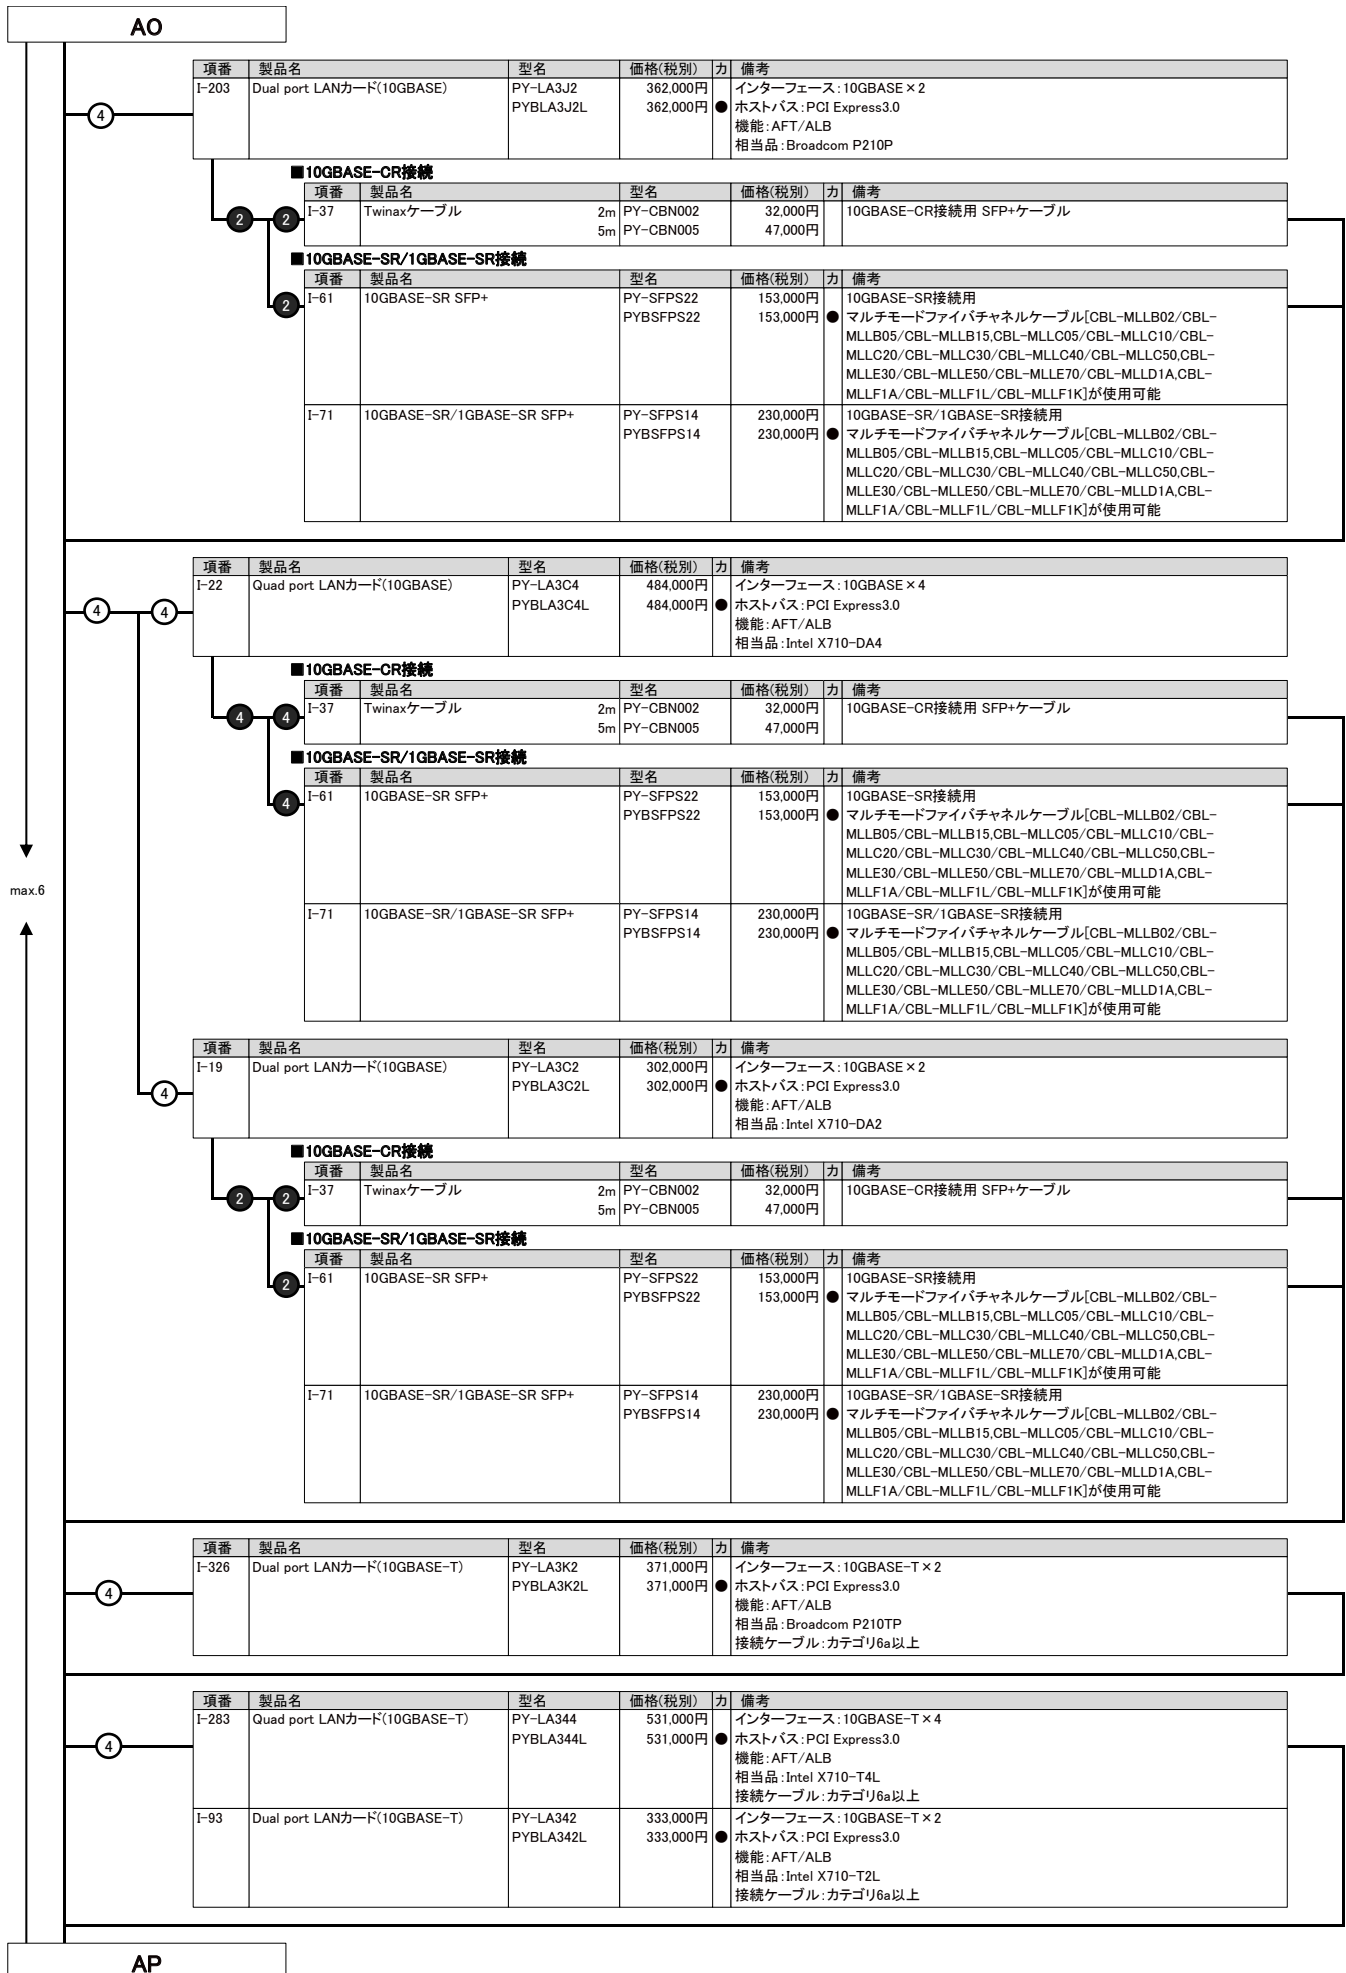 AO
項番 製品名 型名 価格(税別) カ 備考
I-203 Dual port LANカード(10GBASE) PY-LA3J2 362,000円 インターフェース:10GBASE×2
PYBLA3J2L 362,000円 ● ホストバス:PCI Express3.0
機能:AFT/ALB
④
相当品:Broadcom P210P
■10GBASE-CR接続
項番 製品名 型名 価格(税別) カ 備考
I-37 Twinaxケーブル 2m PY-CBN002 32,000円 10GBASE-CR接続用 SFP+ケーブル
❷ ❷
5m PY-CBN005 47,000円
■10GBASE-SR/1GBASE-SR接続
項番 製品名 型名 価格(税別) カ 備考
I-61 10GBASE-SR SFP+ PY-SFPS22 153,000円 10GBASE-SR接続用
❷
PYBSFPS22 153,000円 ● マルチモードファイバチャネルケーブル[CBL-MLLB02/CBL-
MLLB05/CBL-MLLB15,CBL-MLLC05/CBL-MLLC10/CBL-
MLLC20/CBL-MLLC30/CBL-MLLC40/CBL-MLLC50,CBL-
MLLE30/CBL-MLLE50/CBL-MLLE70/CBL-MLLD1A,CBL-
MLLF1A/CBL-MLLF1L/CBL-MLLF1K]が使用可能
I-71 10GBASE-SR/1GBASE-SR SFP+ PY-SFPS14 230,000円 10GBASE-SR/1GBASE-SR接続用
PYBSFPS14 230,000円 ● マルチモードファイバチャネルケーブル[CBL-MLLB02/CBL-
MLLB05/CBL-MLLB15,CBL-MLLC05/CBL-MLLC10/CBL-
MLLC20/CBL-MLLC30/CBL-MLLC40/CBL-MLLC50,CBL-
MLLE30/CBL-MLLE50/CBL-MLLE70/CBL-MLLD1A,CBL-
MLLF1A/CBL-MLLF1L/CBL-MLLF1K]が使用可能
項番 製品名 型名 価格(税別) カ 備考
I-22 Quad port LANカード(10GBASE) PY-LA3C4 484,000円 インターフェース:10GBASE×4
④ ④
PYBLA3C4L 484,000円 ● ホストバス:PCI Express3.0
機能:AFT/ALB
相当品:Intel X710-DA4
■10GBASE-CR接続
項番 製品名 型名 価格(税別) カ 備考
I-37 Twinaxケーブル 2m PY-CBN002 32,000円 10GBASE-CR接続用 SFP+ケーブル
❹ ❹
5m PY-CBN005 47,000円
■10GBASE-SR/1GBASE-SR接続
項番 製品名 型名 価格(税別) カ 備考
I-61 10GBASE-SR SFP+ PY-SFPS22 153,000円 10GBASE-SR接続用
❹
PYBSFPS22 153,000円 ● マルチモードファイバチャネルケーブル[CBL-MLLB02/CBL-
MLLB05/CBL-MLLB15,CBL-MLLC05/CBL-MLLC10/CBL-
MLLC20/CBL-MLLC30/CBL-MLLC40/CBL-MLLC50,CBL-
MLLE30/CBL-MLLE50/CBL-MLLE70/CBL-MLLD1A,CBL-
MLLF1A/CBL-MLLF1L/CBL-MLLF1K]が使用可能
max.6
I-71 10GBASE-SR/1GBASE-SR SFP+ PY-SFPS14 230,000円 10GBASE-SR/1GBASE-SR接続用
PYBSFPS14 230,000円 ● マルチモードファイバチャネルケーブル[CBL-MLLB02/CBL-
MLLB05/CBL-MLLB15,CBL-MLLC05/CBL-MLLC10/CBL-
MLLC20/CBL-MLLC30/CBL-MLLC40/CBL-MLLC50,CBL-
MLLE30/CBL-MLLE50/CBL-MLLE70/CBL-MLLD1A,CBL-
MLLF1A/CBL-MLLF1L/CBL-MLLF1K]が使用可能
項番 製品名 型名 価格(税別) カ 備考
I-19 Dual port LANカード(10GBASE) PY-LA3C2 302,000円 インターフェース:10GBASE×2
④
PYBLA3C2L 302,000円 ● ホストバス:PCI Express3.0
機能:AFT/ALB
相当品:Intel X710-DA2
■10GBASE-CR接続
項番 製品名 型名 価格(税別) カ 備考
I-37 Twinaxケーブル 2m PY-CBN002 32,000円 10GBASE-CR接続用 SFP+ケーブル
❷ ❷
5m PY-CBN005 47,000円
■10GBASE-SR/1GBASE-SR接続
項番 製品名 型名 価格(税別) カ 備考
I-61 10GBASE-SR SFP+ PY-SFPS22 153,000円 10GBASE-SR接続用
❷
PYBSFPS22 153,000円 ● マルチモードファイバチャネルケーブル[CBL-MLLB02/CBL-
MLLB05/CBL-MLLB15,CBL-MLLC05/CBL-MLLC10/CBL-
MLLC20/CBL-MLLC30/CBL-MLLC40/CBL-MLLC50,CBL-
MLLE30/CBL-MLLE50/CBL-MLLE70/CBL-MLLD1A,CBL-
MLLF1A/CBL-MLLF1L/CBL-MLLF1K]が使用可能
I-71 10GBASE-SR/1GBASE-SR SFP+ PY-SFPS14 230,000円 10GBASE-SR/1GBASE-SR接続用
PYBSFPS14 230,000円 ● マルチモードファイバチャネルケーブル[CBL-MLLB02/CBL-
MLLB05/CBL-MLLB15,CBL-MLLC05/CBL-MLLC10/CBL-
MLLC20/CBL-MLLC30/CBL-MLLC40/CBL-MLLC50,CBL-
MLLE30/CBL-MLLE50/CBL-MLLE70/CBL-MLLD1A,CBL-
MLLF1A/CBL-MLLF1L/CBL-MLLF1K]が使用可能
項番 製品名 型名 価格(税別) カ 備考
I-326 Dual port LANカード(10GBASE-T) PY-LA3K2 371,000円 インターフェース:10GBASE-T×2
④
PYBLA3K2L 371,000円 ● ホストバス:PCI Express3.0
機能:AFT/ALB
相当品:Broadcom P210TP
接続ケーブル:カテゴリ6a以上
項番 製品名 型名 価格(税別) カ 備考
I-283 Quad port LANカード(10GBASE-T) PY-LA344 531,000円 インターフェース:10GBASE-T×4
④
PYBLA344L 531,000円 ● ホストバス:PCI Express3.0
機能:AFT/ALB
相当品:Intel X710-T4L
接続ケーブル:カテゴリ6a以上
I-93 Dual port LANカード(10GBASE-T) PY-LA342 333,000円 インターフェース:10GBASE-T×2
PYBLA342L 333,000円 ● ホストバス:PCI Express3.0
機能:AFT/ALB
相当品:Intel X710-T2L
接続ケーブル:カテゴリ6a以上
AP